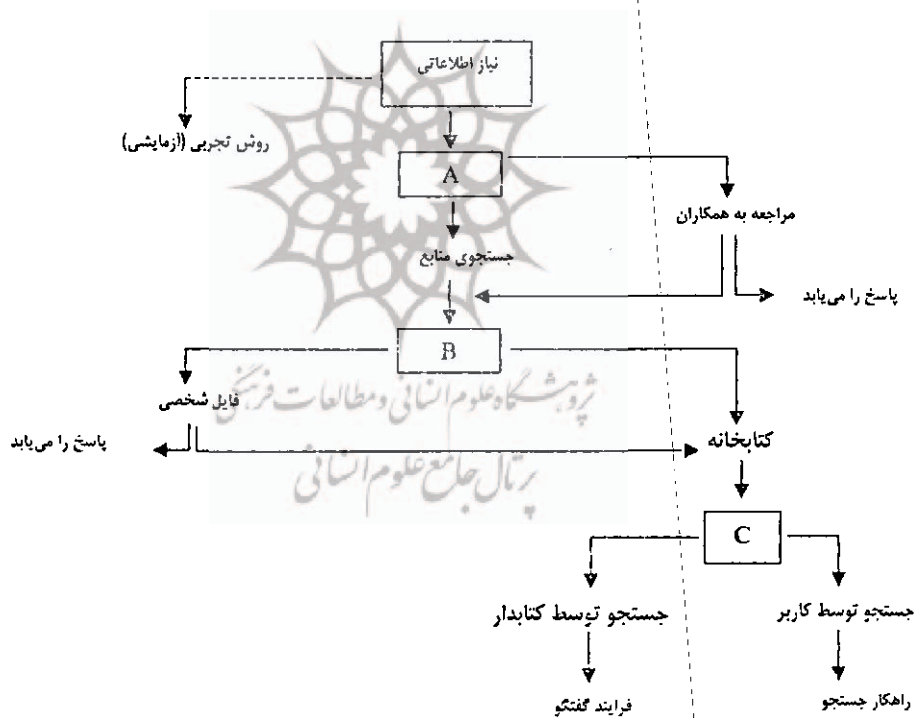 نیاز اطلاعاتی
روش تجربی (آزمایشی)
A
مراجعه به همکاران
جستجوی منابع
پاسخ را می‌یابد
B
فایل شخصی
پژوهشگاه علوم انسانی و مطالعات فرهنگی
کتابخانه
پاسخ را می‌یابد
پرتال جامع علوم انسانی
C
جستجو توسط کاربر
جستجو توسط کتابدار
راهکار جستجو
فرایند گفتگو